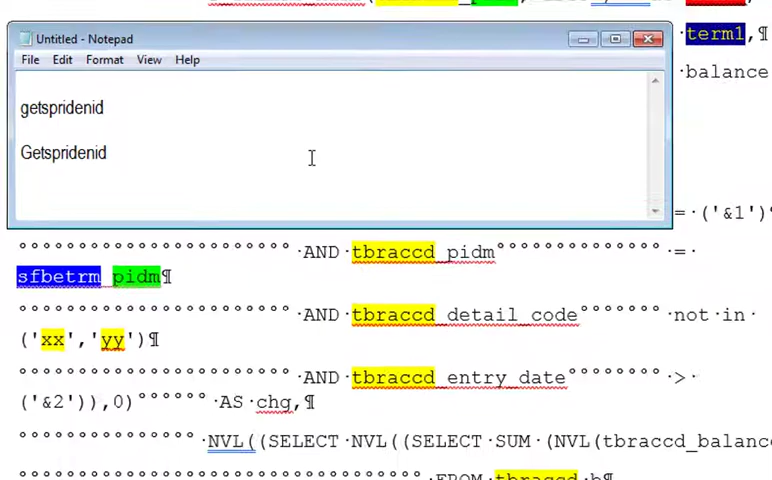 term1,¶
Untitled - Notepad
File Edit Format View Help
·balance
getspridenid
Getspridenid
=·('&1')
°°°°°°°°°°°°°°°°°°°°°°°·AND·tbraccd_pidm°°°°°°°°°°°°°°·=·
sfbetrm_pidm¶
°°°°°°°°°°°°°°°°°°°°°°°·AND·tbraccd_detail_code°°°°°°°·not·in·
('xx','yy')¶
°°°°°°°°°°°°°°°°°°°°°°°·AND·tbraccd_entry_date°°°°°°°°·>·
('&2')),0)°°°°°°·AS·chg,¶
°°°°°°°°°°°°°°°·NVL((SELECT·NVL((SELECT·SUM·(NVL(tbraccd_balanc
°°°°°°°°°°°°°°°°°°°°°°°°°°°°°°°°°°·FROM·tbraccd·b¶